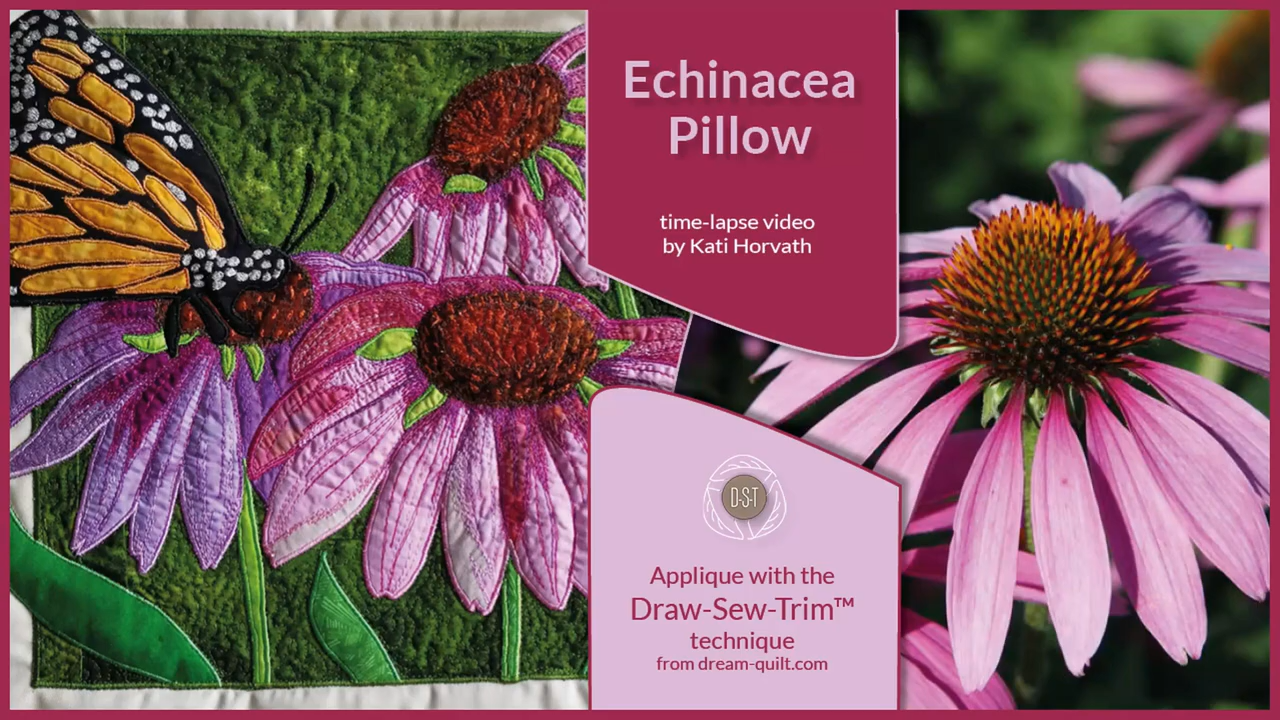 Echinacea
Pillow
time-lapse video
by Kati Horvath
D-S-T
Applique with the
Draw-Sew-Trim™
technique
from dream-quilt.com